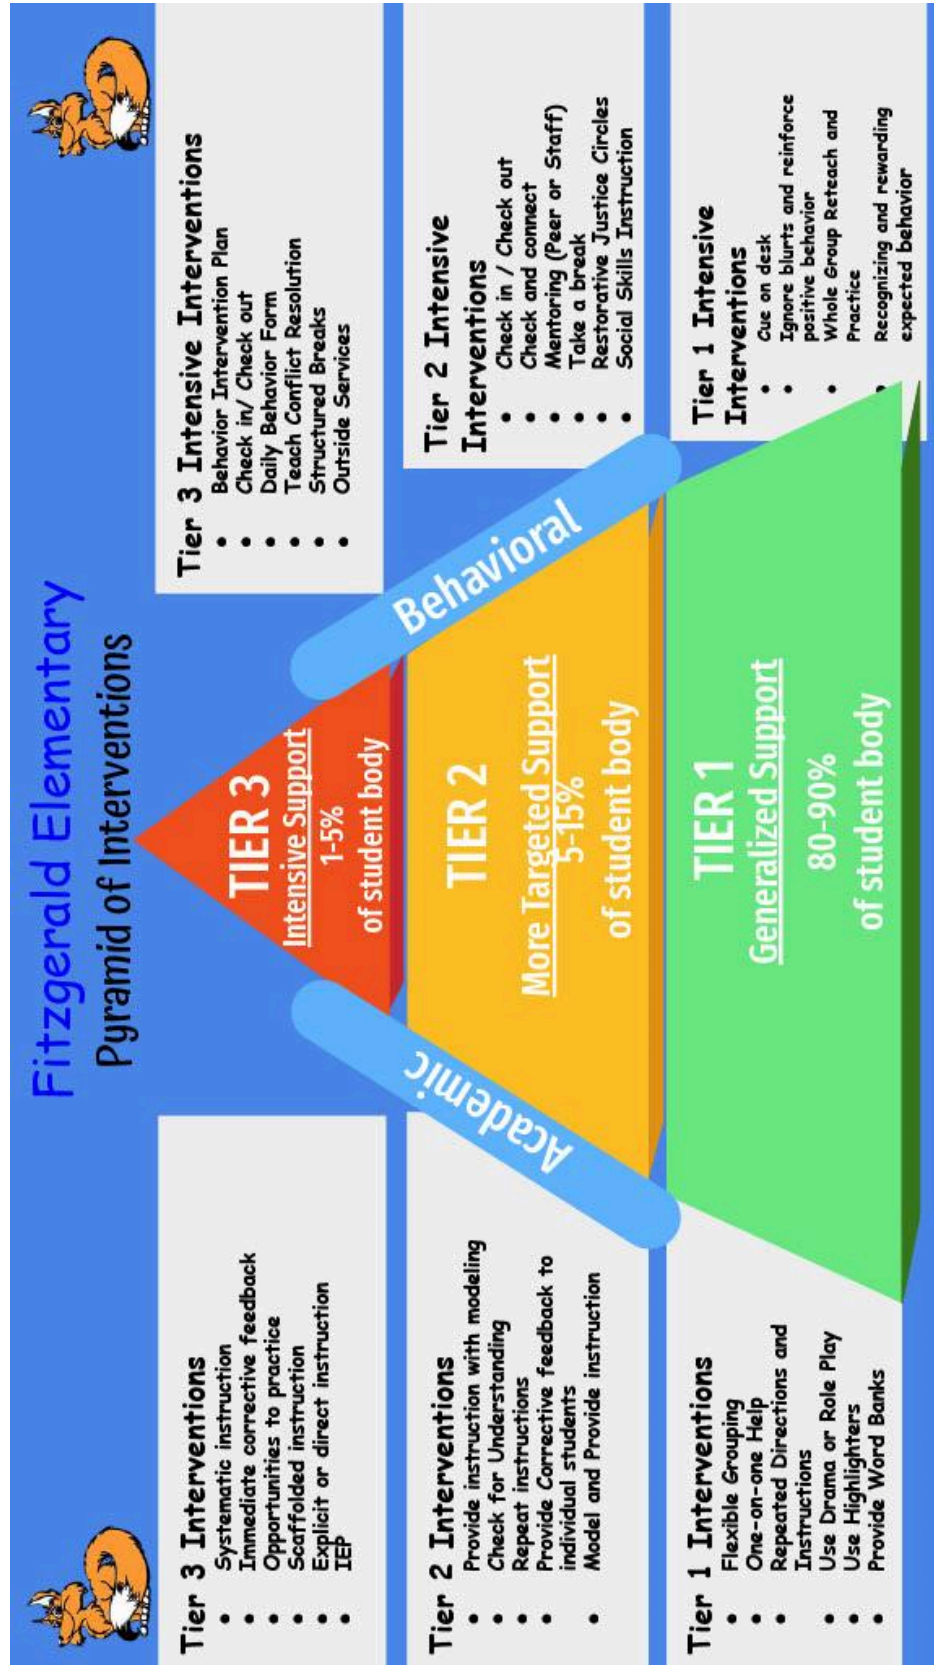 Fitzgerald Elementary
Pyramid of Interventions
Tier 3 Interventions
• Systematic instruction
• Immediate corrective feedback
• Opportunities to practice
• Scaffolded instruction
• Explicit or direct instruction
• IEP
Tier 2 Interventions
• Provide instruction with modeling
• Check for Understanding
• Repeat instructions
• Provide Corrective feedback to
individual students
• Model and Provide instruction
Tier 1 Interventions
• Flexible Grouping
• One-on-one Help
• Repeated Directions and
Instructions
• Use Drama or Role Play
• Use Highlighters
• Provide Word Banks
Academic
TIER 3
Intensive Support
1-5%
of student body
TIER 2
More Targeted Support
5-15%
of student body
TIER 1
Generalized Support
80-90%
of student body
Behavioral
Tier 3 Intensive Interventions
• Behavior Intervention Plan
• Check in/ Check out
• Daily Behavior Form
• Teach Conflict Resolution
• Structured Breaks
• Outside Services
Tier 2 Intensive
Interventions
• Check in / Check out
• Check and connect
• Mentoring (Peer or Staff)
• Take a break
• Restorative Justice Circles
• Social Skills Instruction
Tier 1 Intensive
Interventions
• Cue on desk
• Ignore blurts and reinforce
positive behavior
• Whole Group Reteach and
Practice
• Recognizing and rewarding
expected behavior